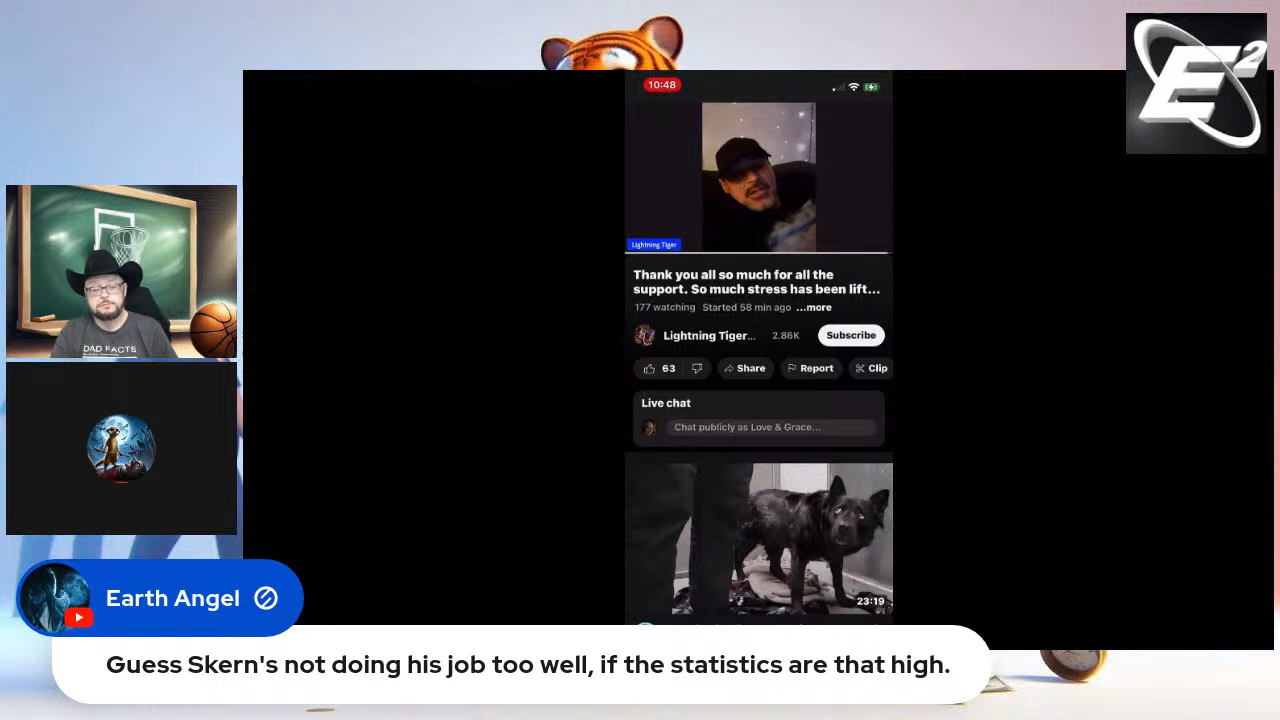 E²
10:48
Lightning Tiger
Thank you all so much for all the
support. So much stress has been lift...
177 watching Started 58 min ago ...more
Lightning Tiger... 2.86K Subscribe
63 Share Report Clip
Live chat
Chat publicly as Love & Grace...
DAD FACTS
23:19
Earth Angel
Guess Skern's not doing his job too well, if the statistics are that high.